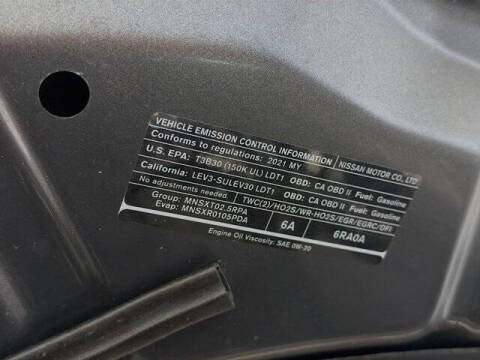 VEHICLE EMISSION CONTROL INFORMATION NISSAN MOTOR CO., LTD
Conforms to regulations: 2021 MY
U.S. EPA: T3B30 (150K UL) LDT1 OBD: CA OBD II Fuel: Gasoline
California: LEV3-SULEV30 LDT1 OBD: CA OBD II Fuel: Gasoline
No adjustments needed. TWC(2)/HO2S/WR-HO2S/EGR/EGRC/DFI
Group: MNSXT02.5RPA
Evap: MNSXR0105PDA
6A 6RA0A
Engine Oil Viscosity: SAE 0W-20